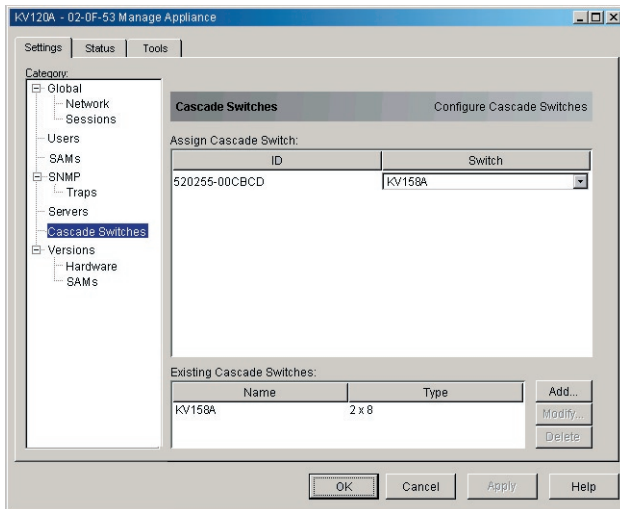 KV120A - 02-0F-53 Manage Appliance
Settings Status Tools
Category:
Global
Network
Sessions
Users
SAMs
SNMP
Traps
Servers
Cascade Switches
Versions
Hardware
SAMs
Cascade Switches Configure Cascade Switches
Assign Cascade Switch:
ID Switch
520255-00CBCD KV158A
Existing Cascade Switches:
Name Type
KV158A 2 x 8
Add...
Modify...
Delete
OK Cancel Apply Help